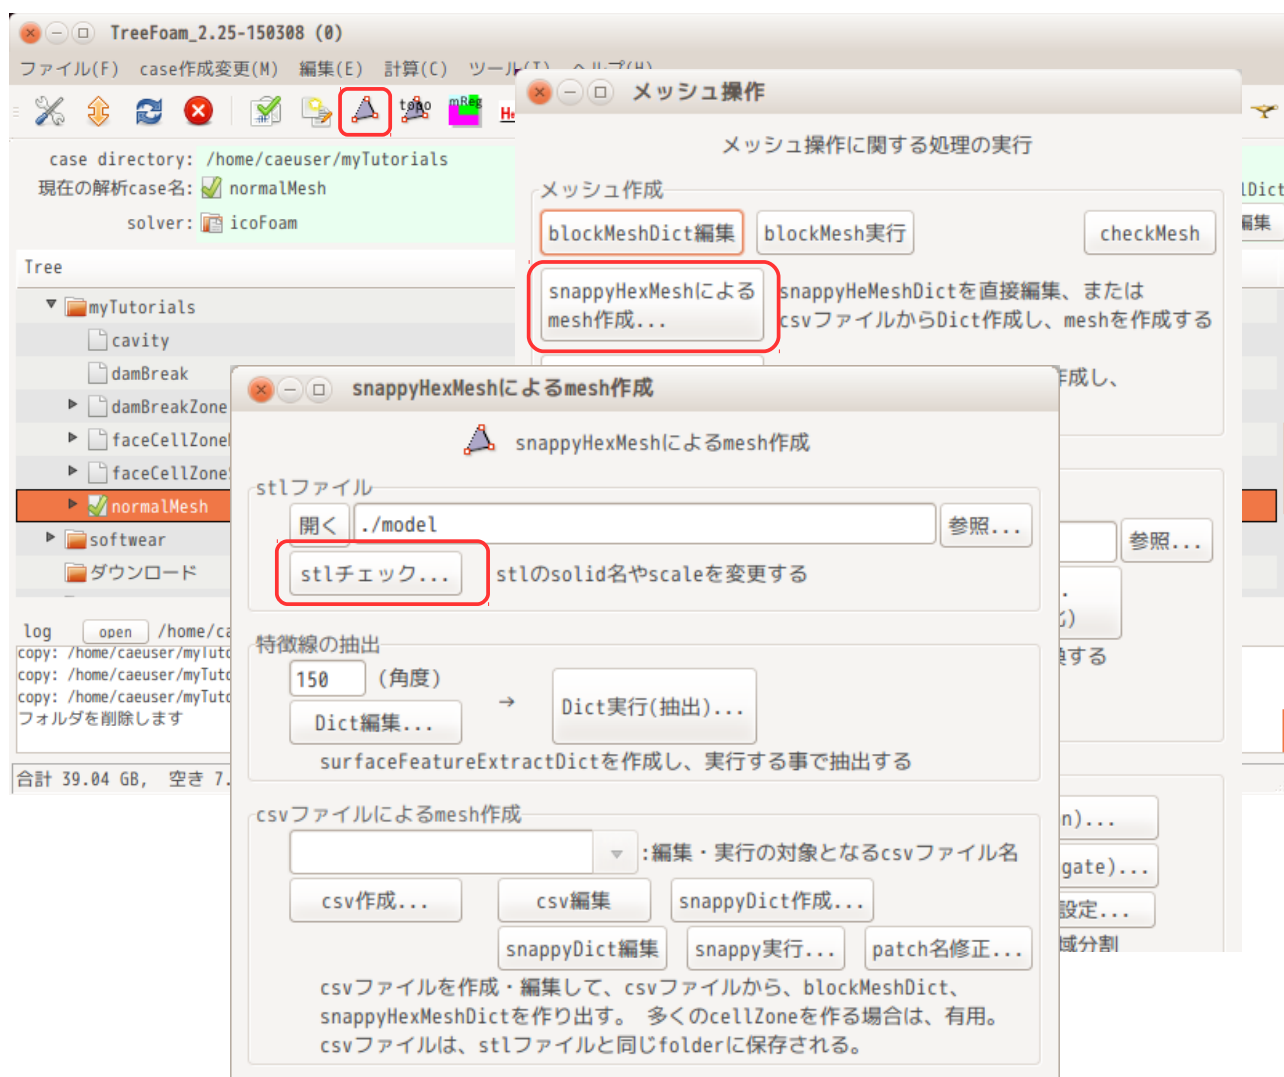 TreeFoam_2.25-150308 (0)
ファイル(F) case作成変更(M) 編集(E) 計算(C)
メッシュ操作
topo
mReg
メッシュ操作に関する処理の実行
case directory: /home/caeuser/myTutorials
現在の解析case名: normalMesh
solver: icoFoam
lDict
編集
メッシュ作成
blockMeshDict編集 blockMesh実行 checkMesh
snappyHexMeshによる
mesh作成...
snappyHeMeshDictを直接編集、または
csvファイルからDict作成し、meshを作成する
作成し、
Tree
myTutorials
cavity
damBreak
damBreakZone
faceCellZone
faceCellZone
normalMesh
softwear
ダウンロード
参照...
する
log open /home/ca
copy: /home/caeuser/myTuto
copy: /home/caeuser/myTuto
copy: /home/caeuser/myTuto
フォルダを削除します
合計 39.04 GB, 空き 7.
snappyHexMeshによるmesh作成
snappyHexMeshによるmesh作成
stlファイル
開く ./model 参照...
stlチェック... stlのsolid名やscaleを変更する
特徴線の抽出
150 (角度)
→
Dict編集... Dict実行(抽出)...
surfaceFeatureExtractDictを作成し、実行する事で抽出する
csvファイルによるmesh作成
:編集・実行の対象となるcsvファイル名
csv作成... csv編集 snappyDict作成...
snappyDict編集 snappy実行... patch名修正...
csvファイルを作成・編集して、csvファイルから、blockMeshDict、
snappyHexMeshDictを作り出す。 多くのcellZoneを作る場合は、有用。
csvファイルは、stlファイルと同じfolderに保存される。
n)...
gate)...
設定...
域分割